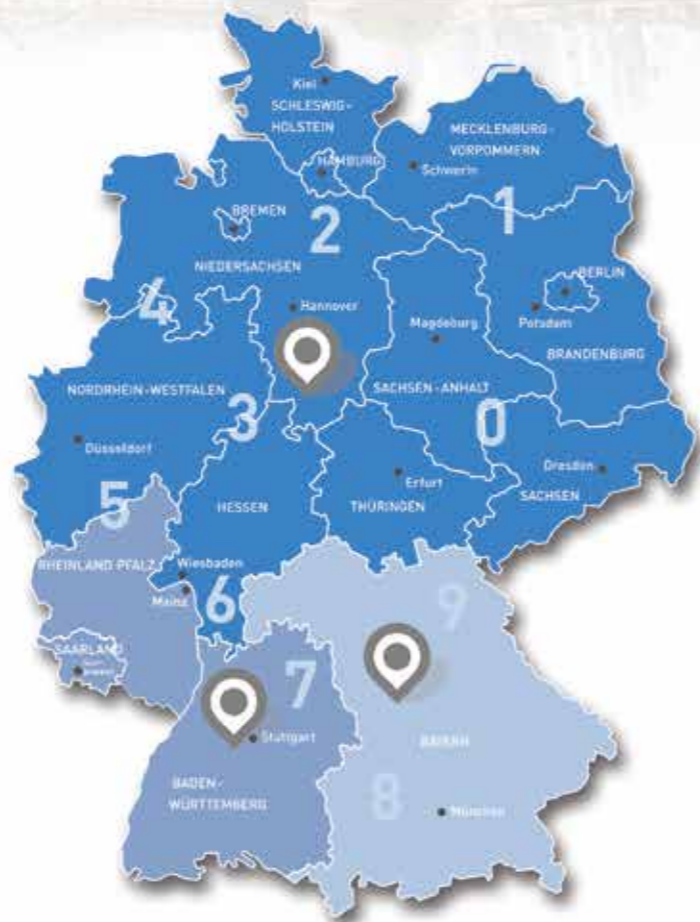 Kiel
SCHLESWIG-
HOLSTEIN
MECKLENBURG-
VORPOMMERN
HAMBURG
Schwerin
1
BREMEN
2
NIEDERSACHSEN
BERLIN
4
Hannover
Potsdam
Magdeburg
BRANDENBURG
NORDRHEIN-WESTFALEN
SACHSEN-ANHALT
3
0
Düsseldorf
Dresden
Erfurt
5
SACHSEN
HESSEN
THÜRINGEN
RHEINLAND PFALZ
Wiesbaden
Mainz
6
9
SAARLAND
7
Stuttgart
BAYERN
BADEN-
WÜRTTEMBERG
8
München